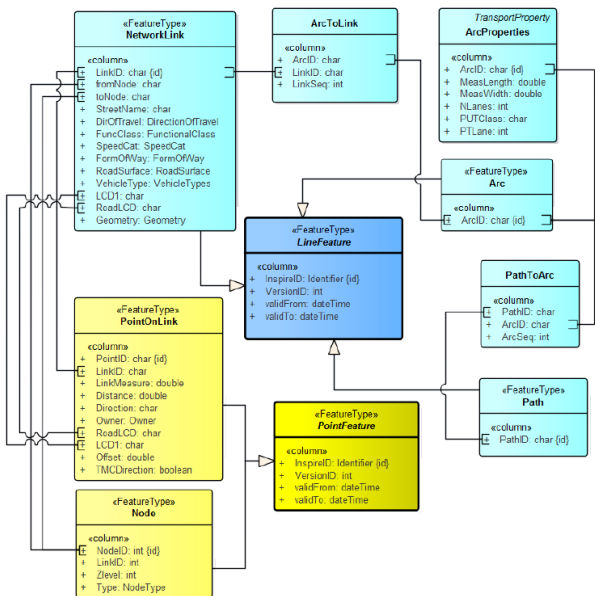 «FeatureType»
NetworkLink
«column»
+ LinkID: char {id}
+ fromNode: char
+ toNode: char
+ StreetName: char
+ DirOfTravel: DirectionOfTravel
+ FuncClass: FunctionalClass
+ SpeedCat: SpeedCat
+ FormOfWay: FormOfWay
+ RoadSurface: RoadSurface
+ VehicleType: VehicleTypes
+ LCD1: char
+ RoadLCD: char
+ Geometry: Geometry
ArcToLink
«column»
+ ArcID: char
+ LinkID: char
+ LinkSeq: int
TransportProperty
ArcProperties
«column»
+ ArcID: char {id}
+ MeasLength: double
+ MeasWidth: double
+ NLanes: int
+ PUTClass: char
+ PTLane: int
«FeatureType»
Arc
«column»
+ ArcID: char {id}
«FeatureType»
LineFeature
«column»
+ InspireID: Identifier {id}
+ VersionID: int
+ validFrom: dateTime
+ validTo: dateTime
PathToArc
«column»
+ PathID: char
+ ArcID: char
+ ArcSeq: int
«FeatureType»
PointOnLink
«column»
+ PointID: char {id}
+ LinkID: char
+ LinkMeasure: double
+ Distance: double
+ Direction: char
+ Owner: Owner
+ RoadLCD: char
+ LCD1: char
+ Offset: double
+ TMCDirection: boolean
«FeatureType»
Path
«column»
+ PathID: char {id}
«FeatureType»
PointFeature
«column»
+ InspireID: Identifier {id}
+ VersionID: int
+ validFrom: dateTime
+ validTo: dateTime
«FeatureType»
Node
«column»
+ NodeID: int {id}
+ LinkID: int
+ Zlevel: int
+ Type: NodeType